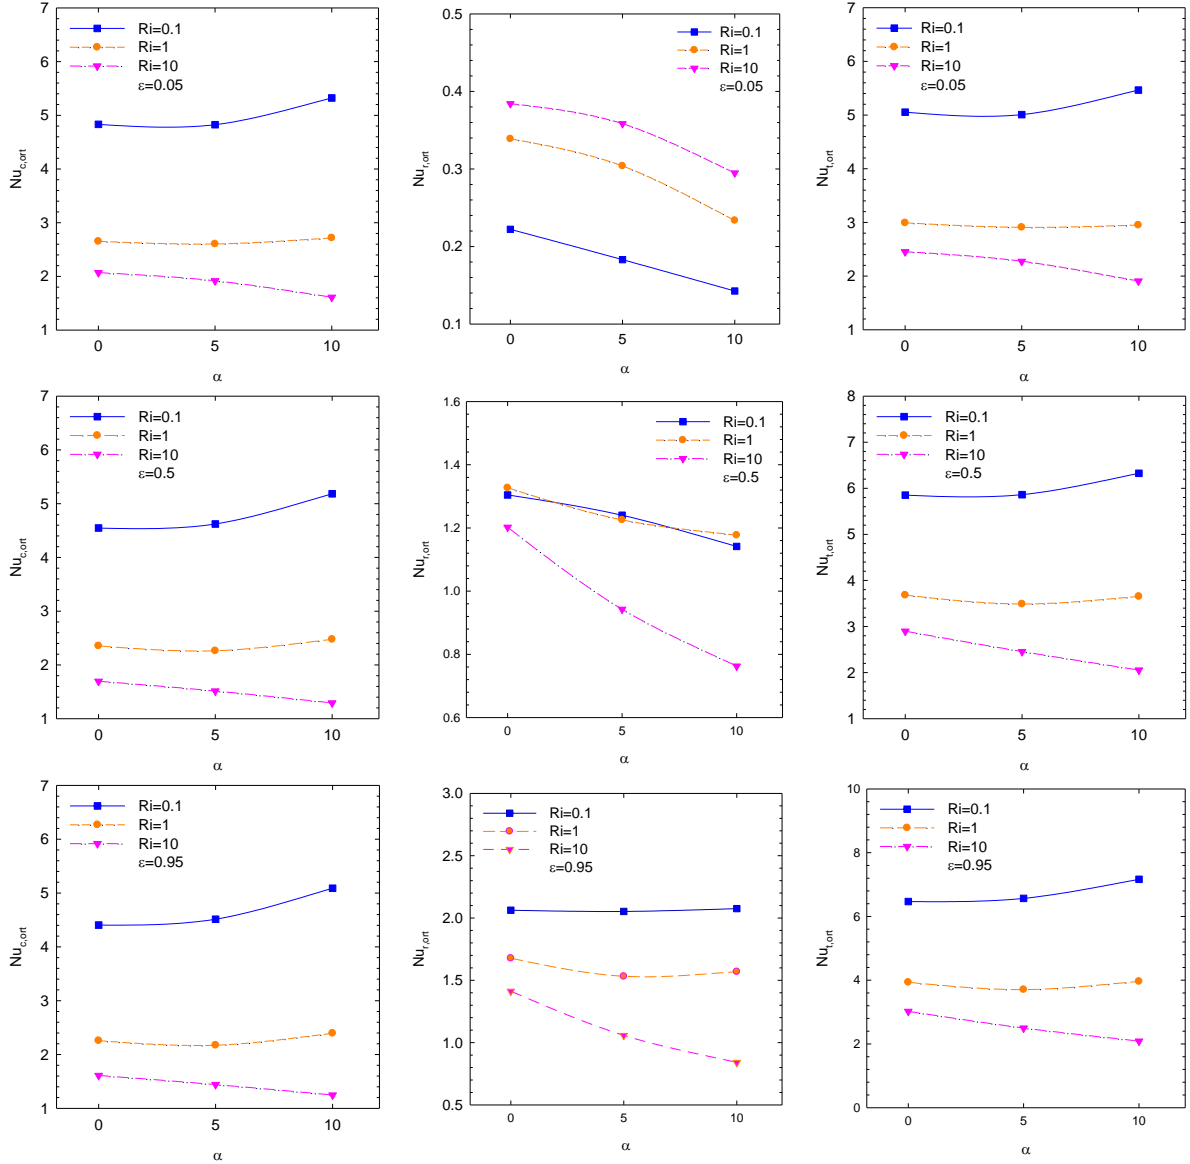 7
6
5
4
3
2
1
Nu_c,ort
Ri=0.1
Ri=1
Ri=10
ε=0.05
0 5 10
α
0.5
0.4
0.3
0.2
0.1
Nu_r,ort
Ri=0.1
Ri=1
Ri=10
ε=0.05
0 5 10
α
7
6
5
4
3
2
1
Nu_t,ort
Ri=0.1
Ri=1
Ri=10
ε=0.05
0 5 10
α
7
6
5
4
3
2
1
Nu_c,ort
Ri=0.1
Ri=1
Ri=10
ε=0.5
0 5 10
α
1.6
1.4
1.2
1.0
0.8
0.6
Nu_r,ort
Ri=0.1
Ri=1
Ri=10
ε=0.5
0 5 10
α
8
7
6
5
4
3
2
1
Nu_t,ort
Ri=0.1
Ri=1
Ri=10
ε=0.5
0 5 10
α
7
6
5
4
3
2
1
Nu_c,ort
Ri=0.1
Ri=1
Ri=10
ε=0.95
0 5 10
α
3.0
2.5
2.0
1.5
1.0
0.5
Nu_r,ort
Ri=0.1
Ri=1
Ri=10
ε=0.95
0 5 10
α
10
8
6
4
2
0
Nu_t,ort
Ri=0.1
Ri=1
Ri=10
ε=0.95
0 5 10
α